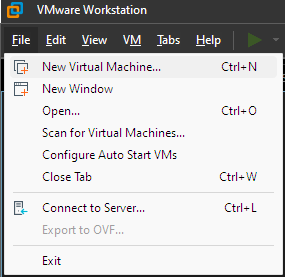 VMware Workstation
File Edit View VM Tabs Help
New Virtual Machine... Ctrl+N
New Window
Open... Ctrl+O
Scan for Virtual Machines...
Configure Auto Start VMs
Close Tab Ctrl+W
Connect to Server... Ctrl+L
Export to OVF...
Exit